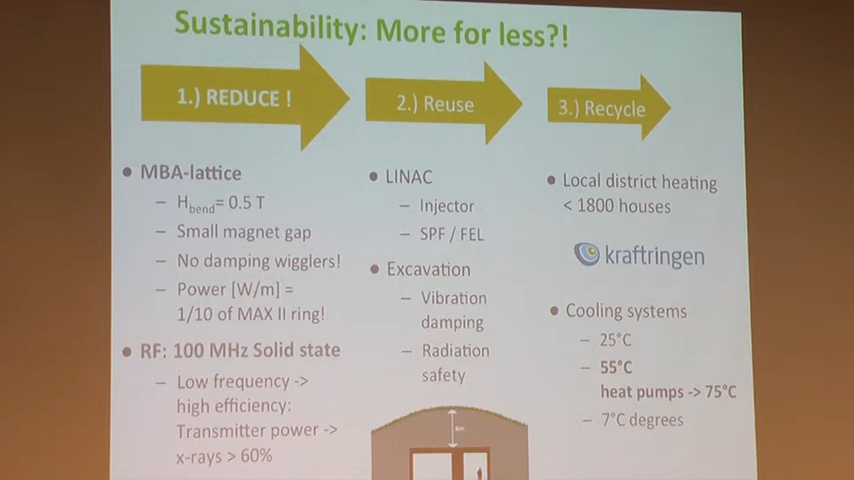 Sustainability: More for less?!
1.) REDUCE !
2.) Reuse
3.) Recycle
● MBA-lattice
– Hbend= 0.5 T
– Small magnet gap
– No damping wigglers!
– Power [W/m] =
1/10 of MAX II ring!
● RF: 100 MHz Solid state
– Low frequency ->
high efficiency:
Transmitter power ->
x-rays > 60%
● LINAC
– Injector
– SPF / FEL
● Excavation
– Vibration
damping
– Radiation
safety
● Local district heating
< 1800 houses
kraftringen
● Cooling systems
– 25°C
– 55°C
heat pumps -> 75°C
– 7°C degrees